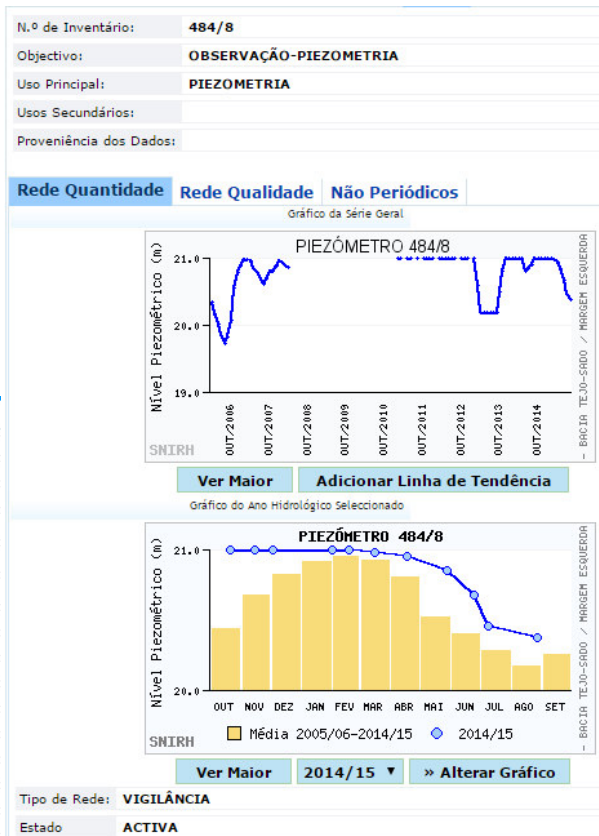 N.º de Inventário: 484/8
Objectivo: OBSERVAÇÃO-PIEZOMETRIA
Uso Principal: PIEZOMETRIA
Usos Secundários:
Proveniência dos Dados:
Rede Quantidade Rede Qualidade Não Periódicos
Gráfico da Série Geral
PIEZÓMETRO 484/8
Nível Piezométrico (m)
21.0
20.0
19.0
OUT/2006 OUT/2007 OUT/2008 OUT/2009 OUT/2010 OUT/2011 OUT/2012 OUT/2013 OUT/2014
SNIRH
- BACIA TEJO-SADO / MARGEM ESQUERDA
Ver Maior Adicionar Linha de Tendência
Gráfico do Ano Hidrológico Seleccionado
PIEZÓMETRO 484/8
Nível Piezométrico (m)
21.0
20.0
OUT NOV DEZ JAN FEV MAR ABR MAI JUN JUL AGO SET
Média 2005/06-2014/15 2014/15
SNIRH
- BACIA TEJO-SADO / MARGEM ESQUERDA
Ver Maior 2014/15 ▼ » Alterar Gráfico
Tipo de Rede: VIGILÂNCIA
Estado ACTIVA